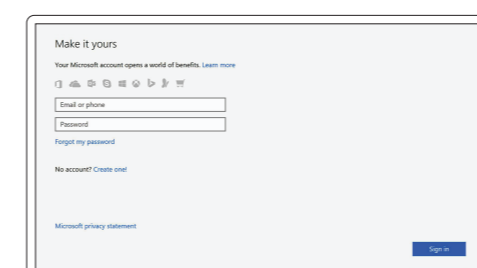 Make it yours
Your Microsoft account opens a world of benefits. Learn more
Email or phone
Password
Forgot my password
No account? Create one!
Microsoft privacy statement
Sign in